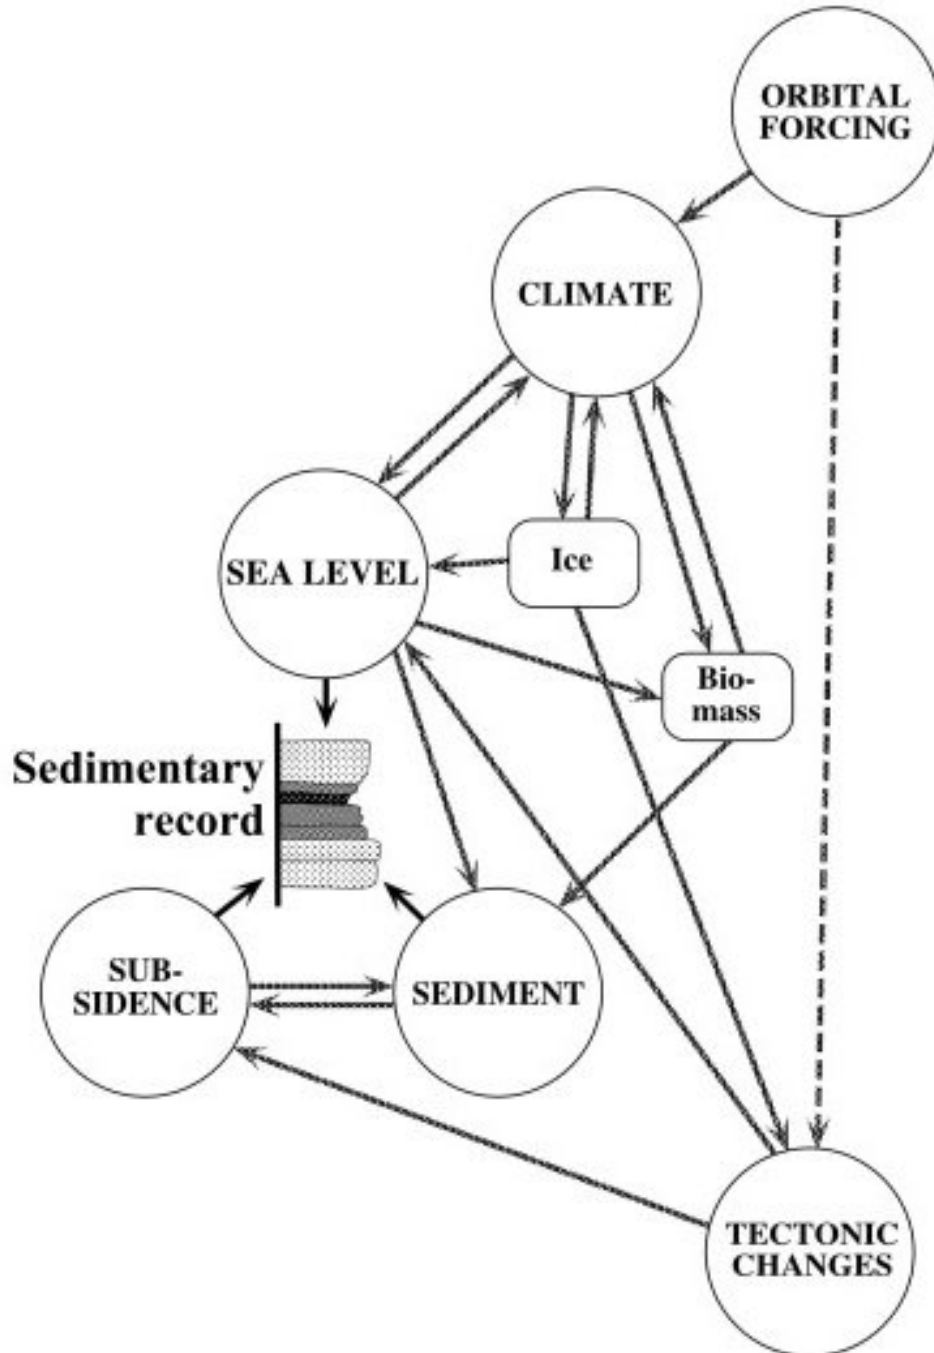 ORBITAL
FORCING
CLIMATE
SEA LEVEL
Ice
Bio-
mass
Sedimentary
record
SUB-
SIDENCE
SEDIMENT
TECTONIC
CHANGES